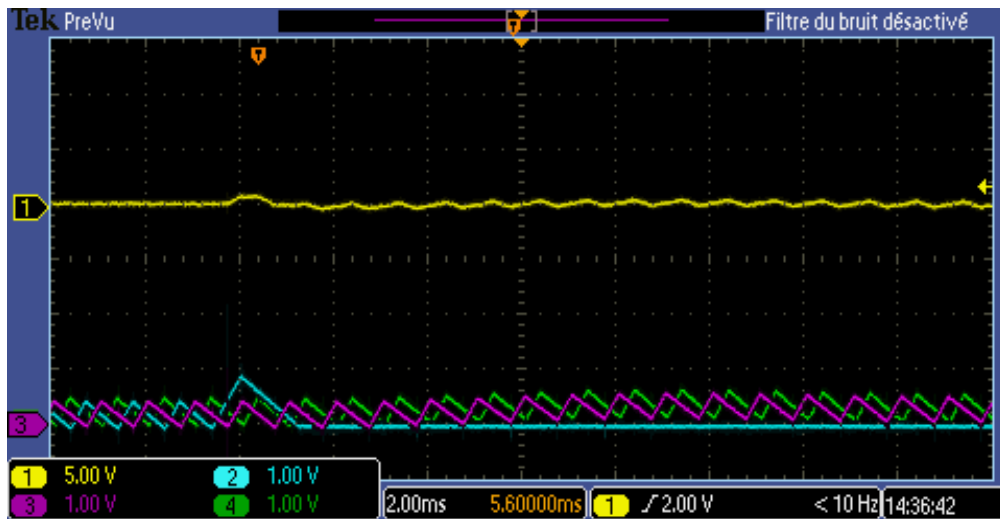 Tek PreVu Filtre du bruit désactivé
T
T
1
3
1 5.00 V 2 1.00 V
3 1.00 V 4 1.00 V
2.00ms 5.60000ms 1 2.00 V < 10 Hz 14:36:42